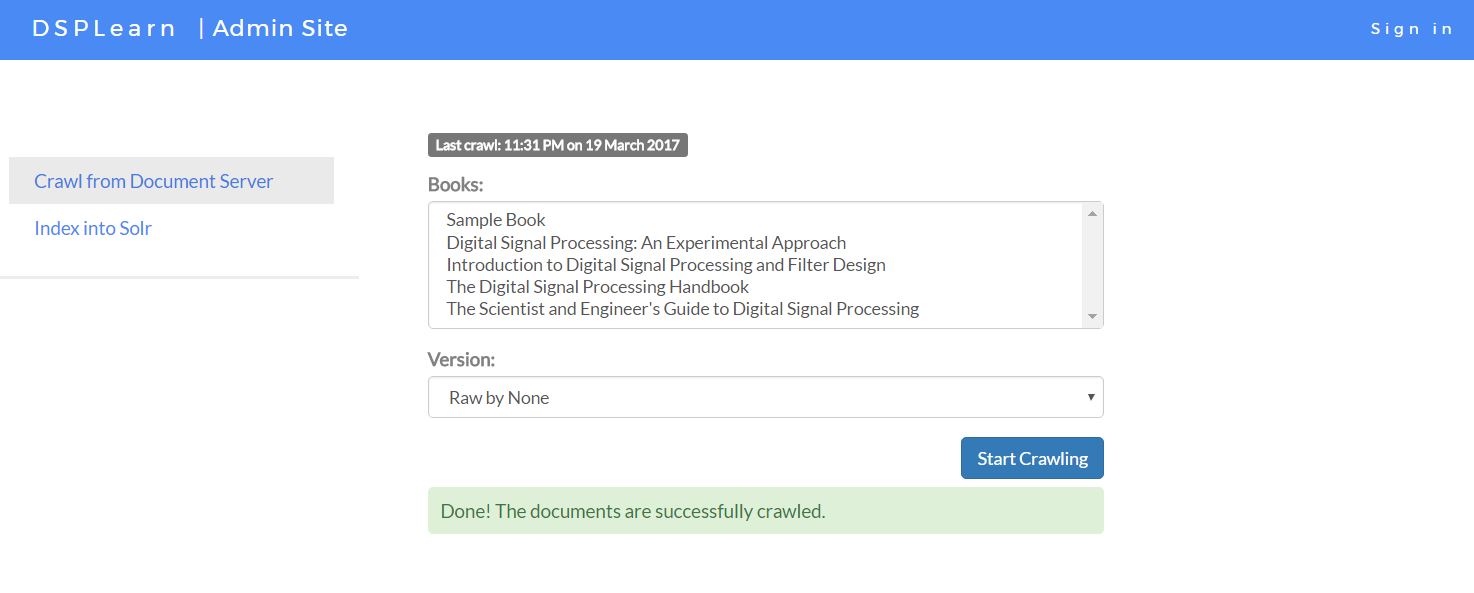 DSPLearn | Admin Site
Sign in
Crawl from Document Server
Index into Solr
Last crawl: 11:31 PM on 19 March 2017
Books:
Sample Book
Digital Signal Processing: An Experimental Approach
Introduction to Digital Signal Processing and Filter Design
The Digital Signal Processing Handbook
The Scientist and Engineer's Guide to Digital Signal Processing
Version:
Raw by None
Start Crawling
Done! The documents are successfully crawled.